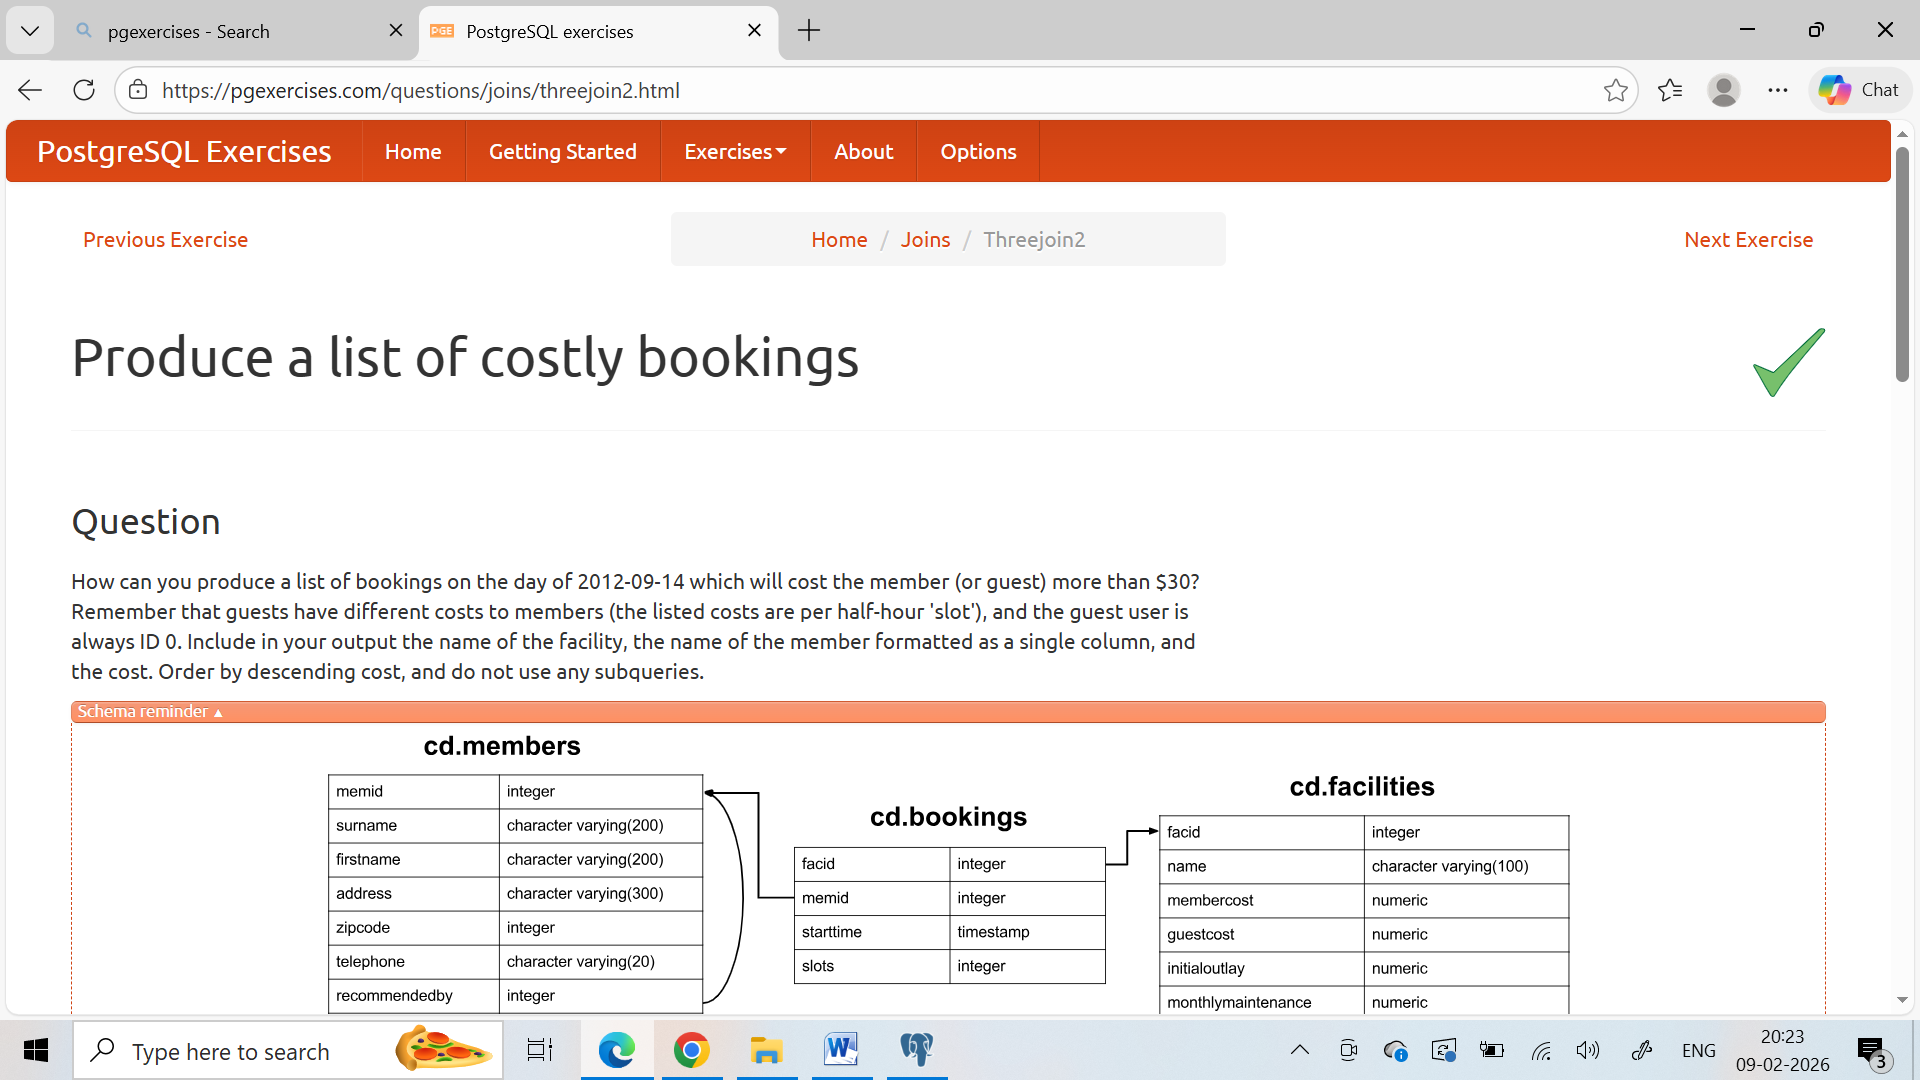 pgexercises - Search
PGE PostgreSQL exercises
https://pgexercises.com/questions/joins/threejoin2.html
Chat
PostgreSQL Exercises Home Getting Started Exercises About Options
Previous Exercise
Home / Joins / Threejoin2
Next Exercise
Produce a list of costly bookings
Question
How can you produce a list of bookings on the day of 2012-09-14 which will cost the member (or guest) more than $30?
Remember that guests have different costs to members (the listed costs are per half-hour 'slot'), and the guest user is
always ID 0. Include in your output the name of the facility, the name of the member formatted as a single column, and
the cost. Order by descending cost, and do not use any subqueries.
Schema reminder ▲
cd.members
memid integer
surname character varying(200)
firstname character varying(200)
address character varying(300)
zipcode integer
telephone character varying(20)
recommendedby integer
cd.bookings
facid integer
memid integer
starttime timestamp
slots integer
cd.facilities
facid integer
name character varying(100)
membercost numeric
guestcost numeric
initialoutlay numeric
monthlymaintenance numeric
Type here to search
W
ENG
20:23
09-02-2026
3